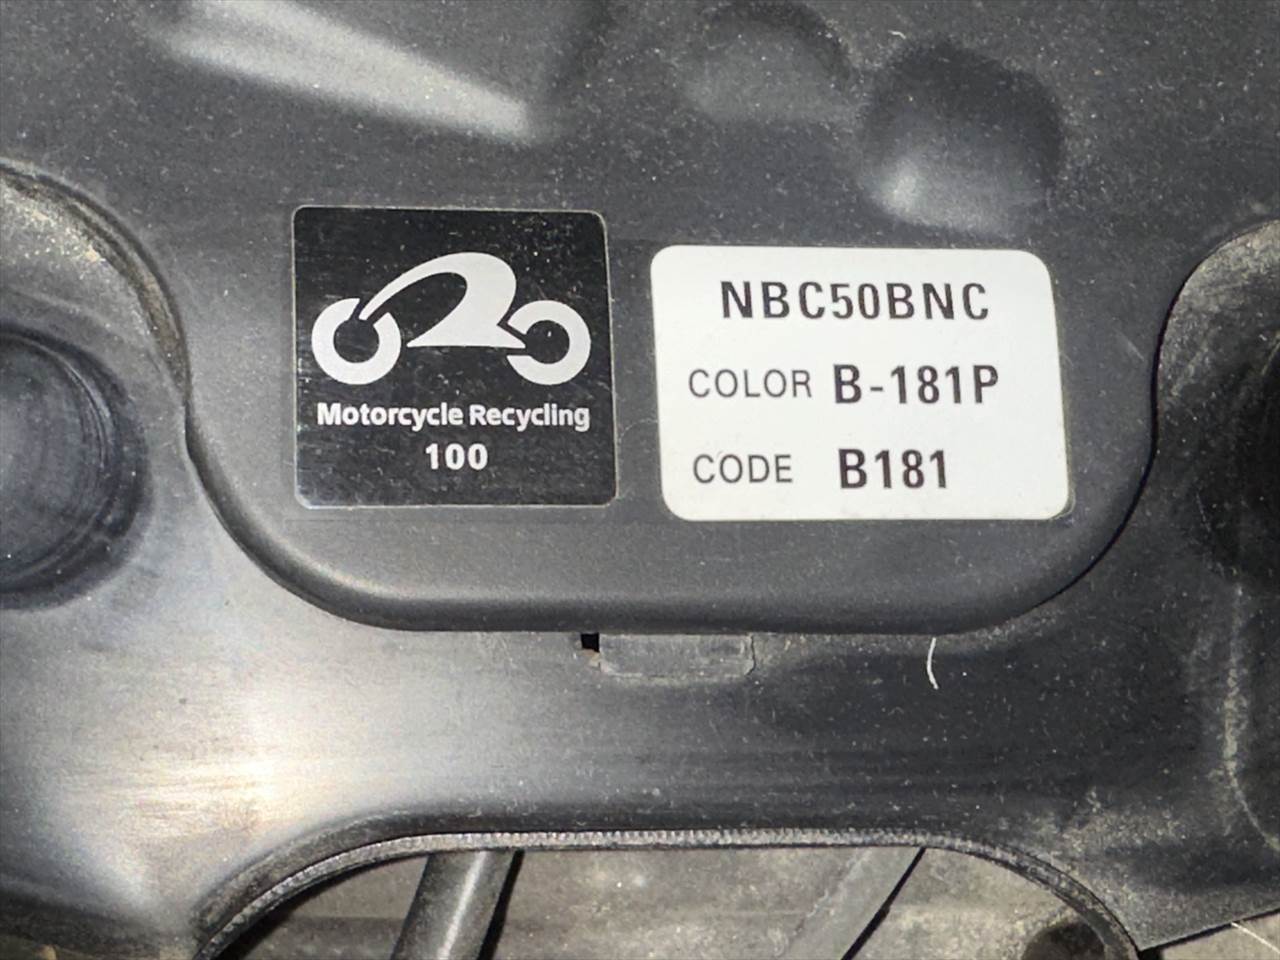 Motorcycle Recycling
100
NBC50BNC
COLOR B-181P
CODE B181